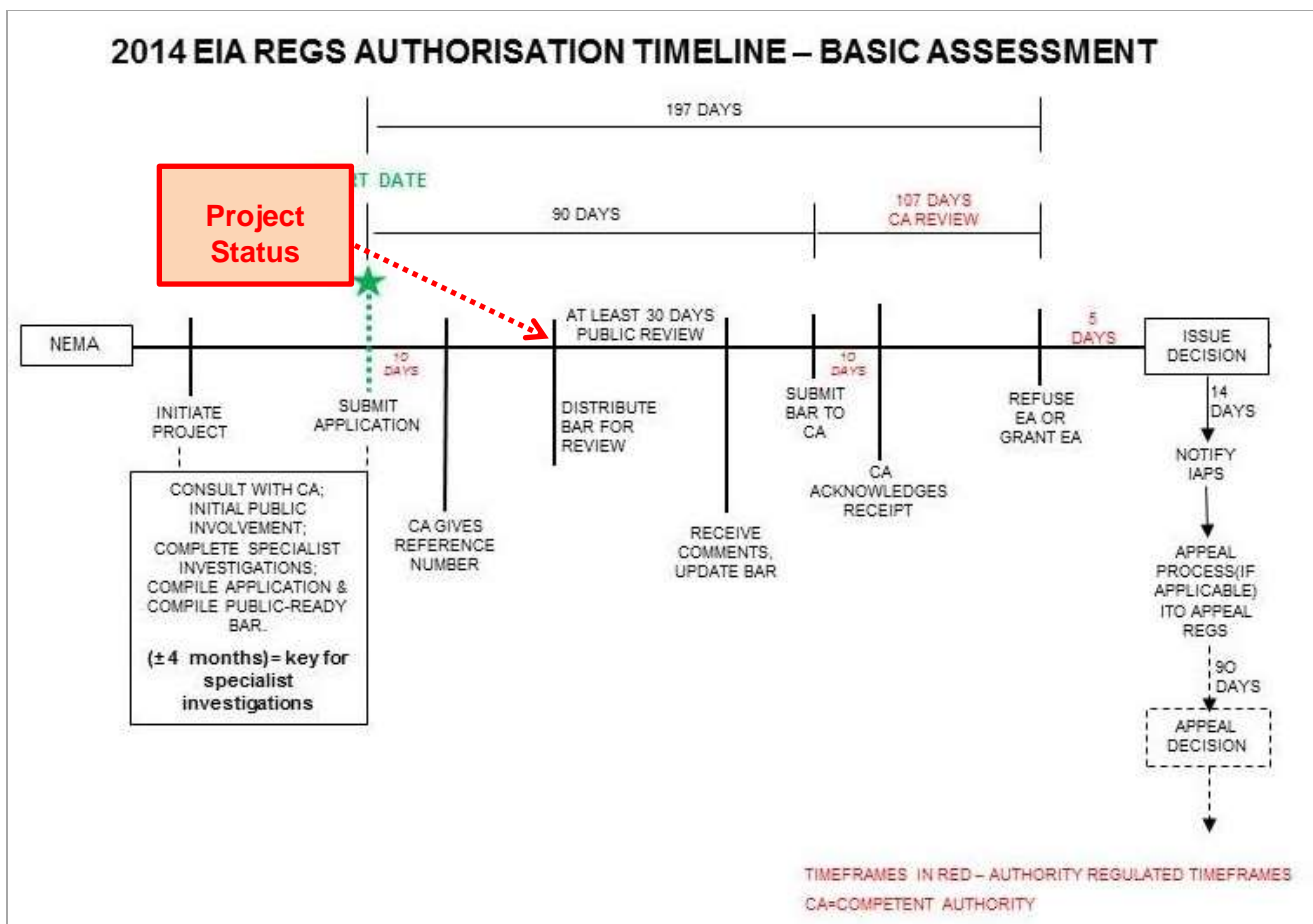 2014 EIA REGS AUTHORISATION TIMELINE – BASIC ASSESSMENT
197 DAYS
RT DATE
Project
Status
90 DAYS
107 DAYS
CA REVIEW
AT LEAST 30 DAYS
PUBLIC REVIEW
5
DAYS
NEMA
10
DAYS
10
DAYS
ISSUE
DECISION
INITIATE
PROJECT
SUBMIT
APPLICATION
DISTRIBUTE
BAR FOR
REVIEW
SUBMIT
BAR TO
CA
REFUSE
EA OR
GRANT EA
14
DAYS
NOTIFY
IAPS
CONSULT WITH CA;
INITIAL PUBLIC
INVOLVEMENT;
COMPLETE SPECIALIST
INVESTIGATIONS;
COMPILE APPLICATION &
COMPILE PUBLIC-READY
BAR..
(± 4 months) = key for
specialist
investigations
CA GIVES
REFERENCE
NUMBER
RECEIVE
COMMENTS,
UPDATE BAR
CA
ACKNOWLEDGES
RECEIPT
APPEAL
PROCESS(IF
APPLICABLE)
ITO APPEAL
REGS
90
DAYS
APPEAL
DECISION
TIMEFRAMES IN RED – AUTHORITY REGULATED TIMEFRAMES
CA=COMPETENT AUTHORITY